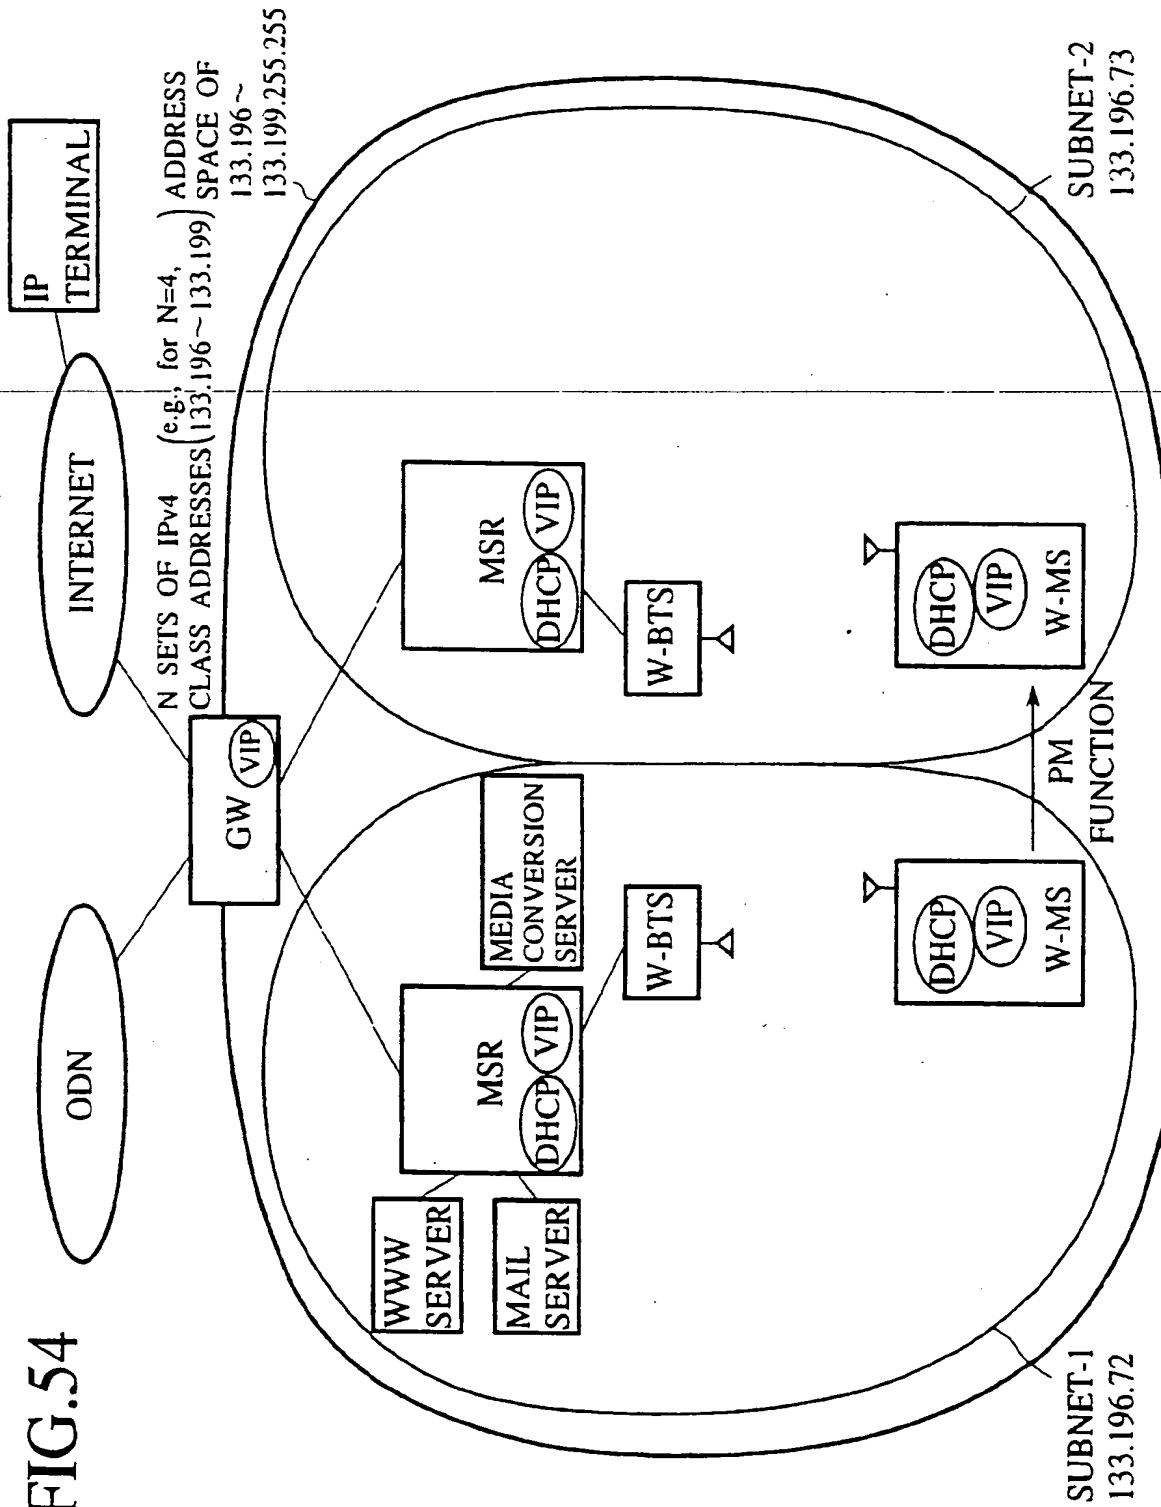 FIG.54
ODN
INTERNET
IP
TERMINAL
GW
VIP
N SETS OF IPv4
CLASS ADDRESSES
(e.g., for N=4,
133.196~133.199)
ADDRESS
SPACE OF
133.196~
133.199.255.255
WWW
SERVER
MAIL
SERVER
MSR
DHCP
VIP
MEDIA
CONVERSION
SERVER
W-BTS
MSR
DHCP
VIP
W-BTS
DHCP
VIP
W-MS
PM
FUNCTION
DHCP
VIP
W-MS
SUBNET-1
133.196.72
SUBNET-2
133.196.73